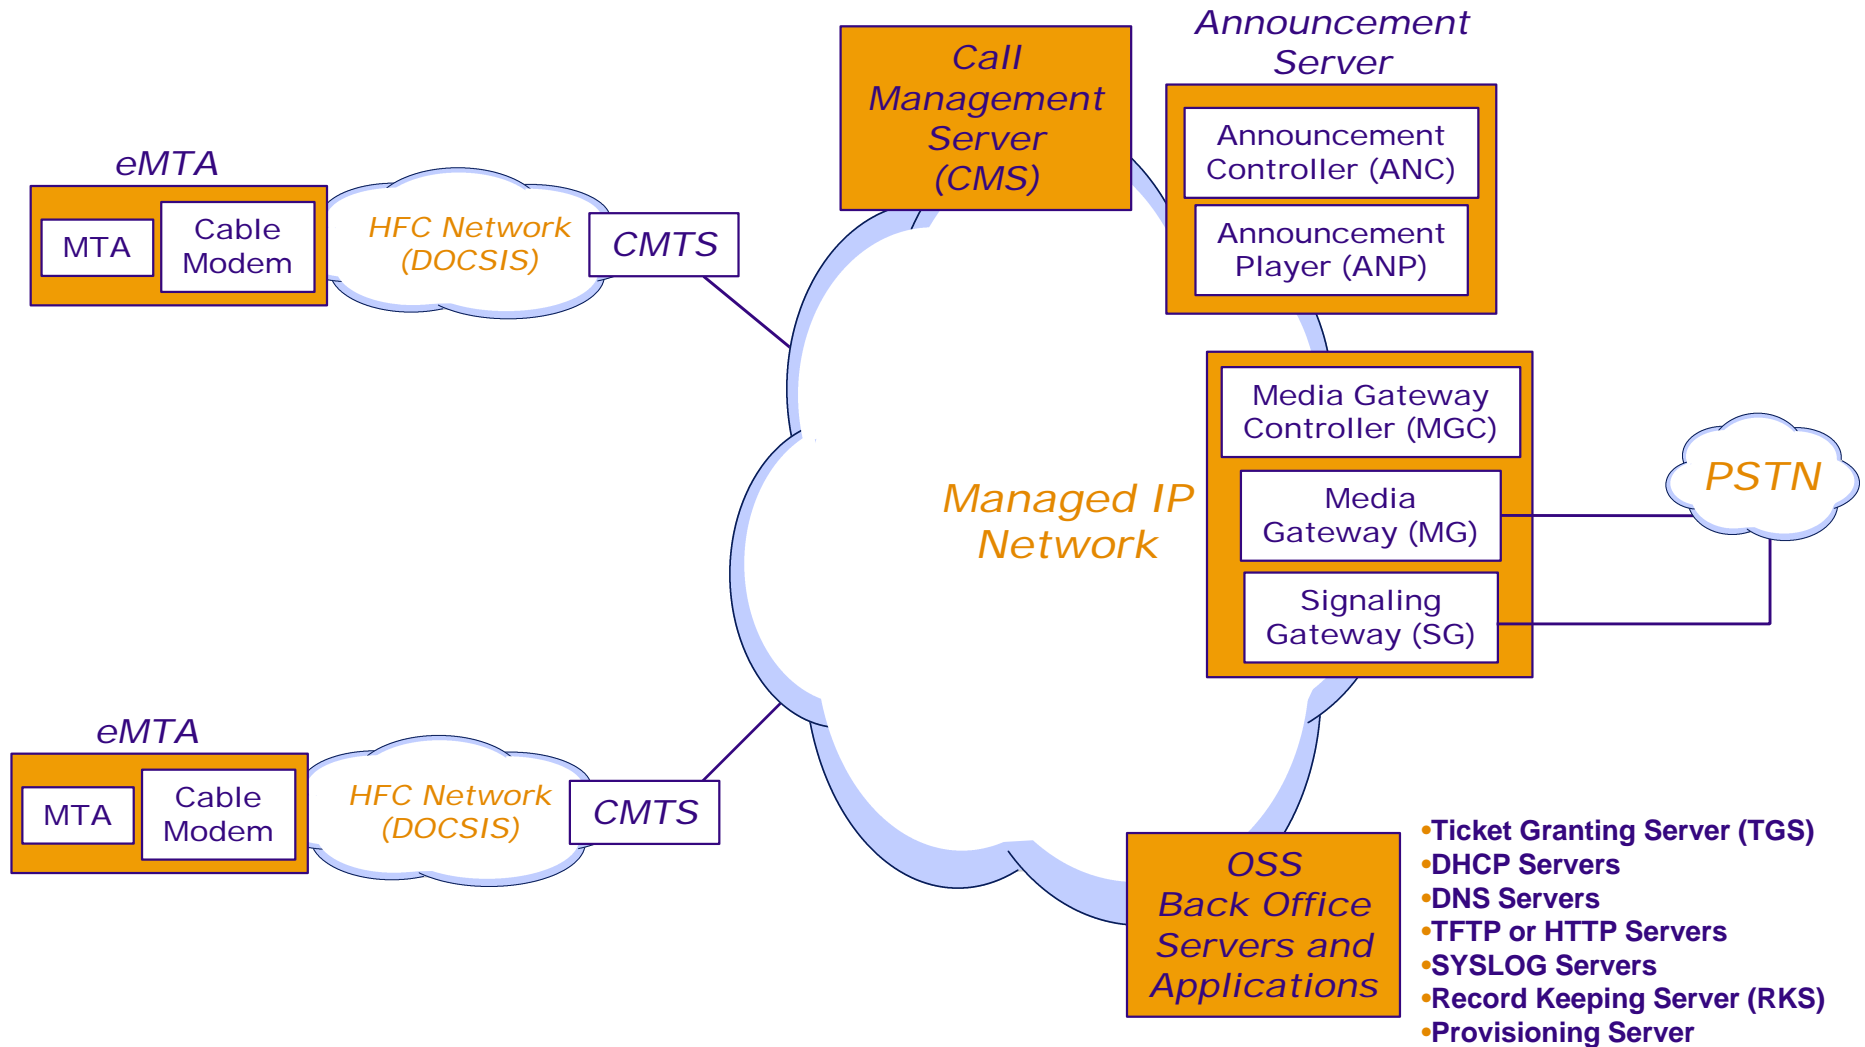 Announcement
Server
Call
Management
Server
(CMS)
Announcement
Controller (ANC)
Announcement
Player (ANP)
eMTA
MTA
Cable
Modem
HFC Network
(DOCSIS)
CMTS
Media Gateway
Controller (MGC)
Media
Gateway (MG)
Signaling
Gateway (SG)
PSTN
Managed IP
Network
eMTA
MTA
Cable
Modem
HFC Network
(DOCSIS)
CMTS
OSS
Back Office
Servers and
Applications
•Ticket Granting Server (TGS)
•DHCP Servers
•DNS Servers
•TFTP or HTTP Servers
•SYSLOG Servers
•Record Keeping Server (RKS)
•Provisioning Server